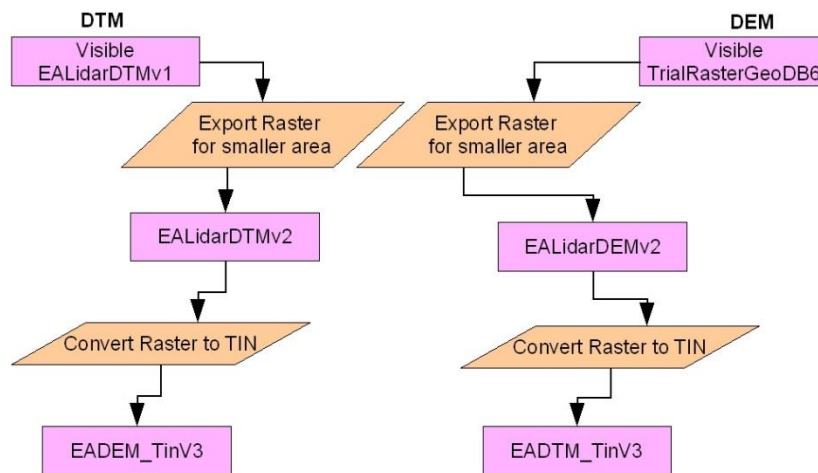 DTM
Visible
EALidarDTMv1
Export Raster
for smaller area
EALidarDTMv2
Convert Raster to TIN
EADEM_TinV3
DEM
Visible
TrialRasterGeoDB6
Export Raster
for smaller area
EALidarDEMv2
Convert Raster to TIN
EADTM_TinV3